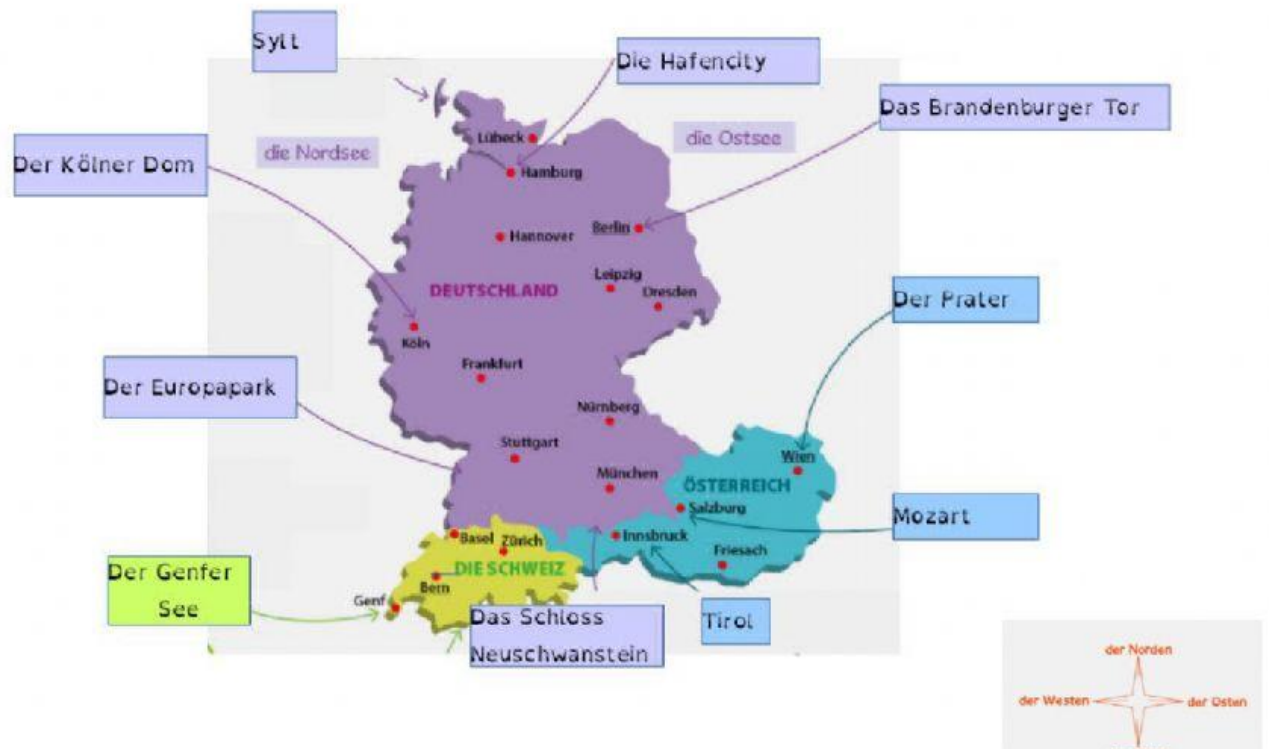 Sylt
Die Hafencity
Das Brandenburger Tor
Der Kölner Dom
die Nordsee
die Ostsee
Lübeck
Hamburg
Berlin
Hannover
Leipzig
DEUTSCHLAND
Dresden
Der Prater
Köln
Frankfurt
Der Europapark
Nürnberg
Stuttgart
Wien
München
ÖSTERREICH
Salzburg
Mozart
Basel
Zürich
Innsbruck
Friesach
DIE SCHWEIZ
Bern
Der Genfer
See
Genf
Das Schloss
Neuschwanstein
Tirol
der Norden
der Westen
der Osten